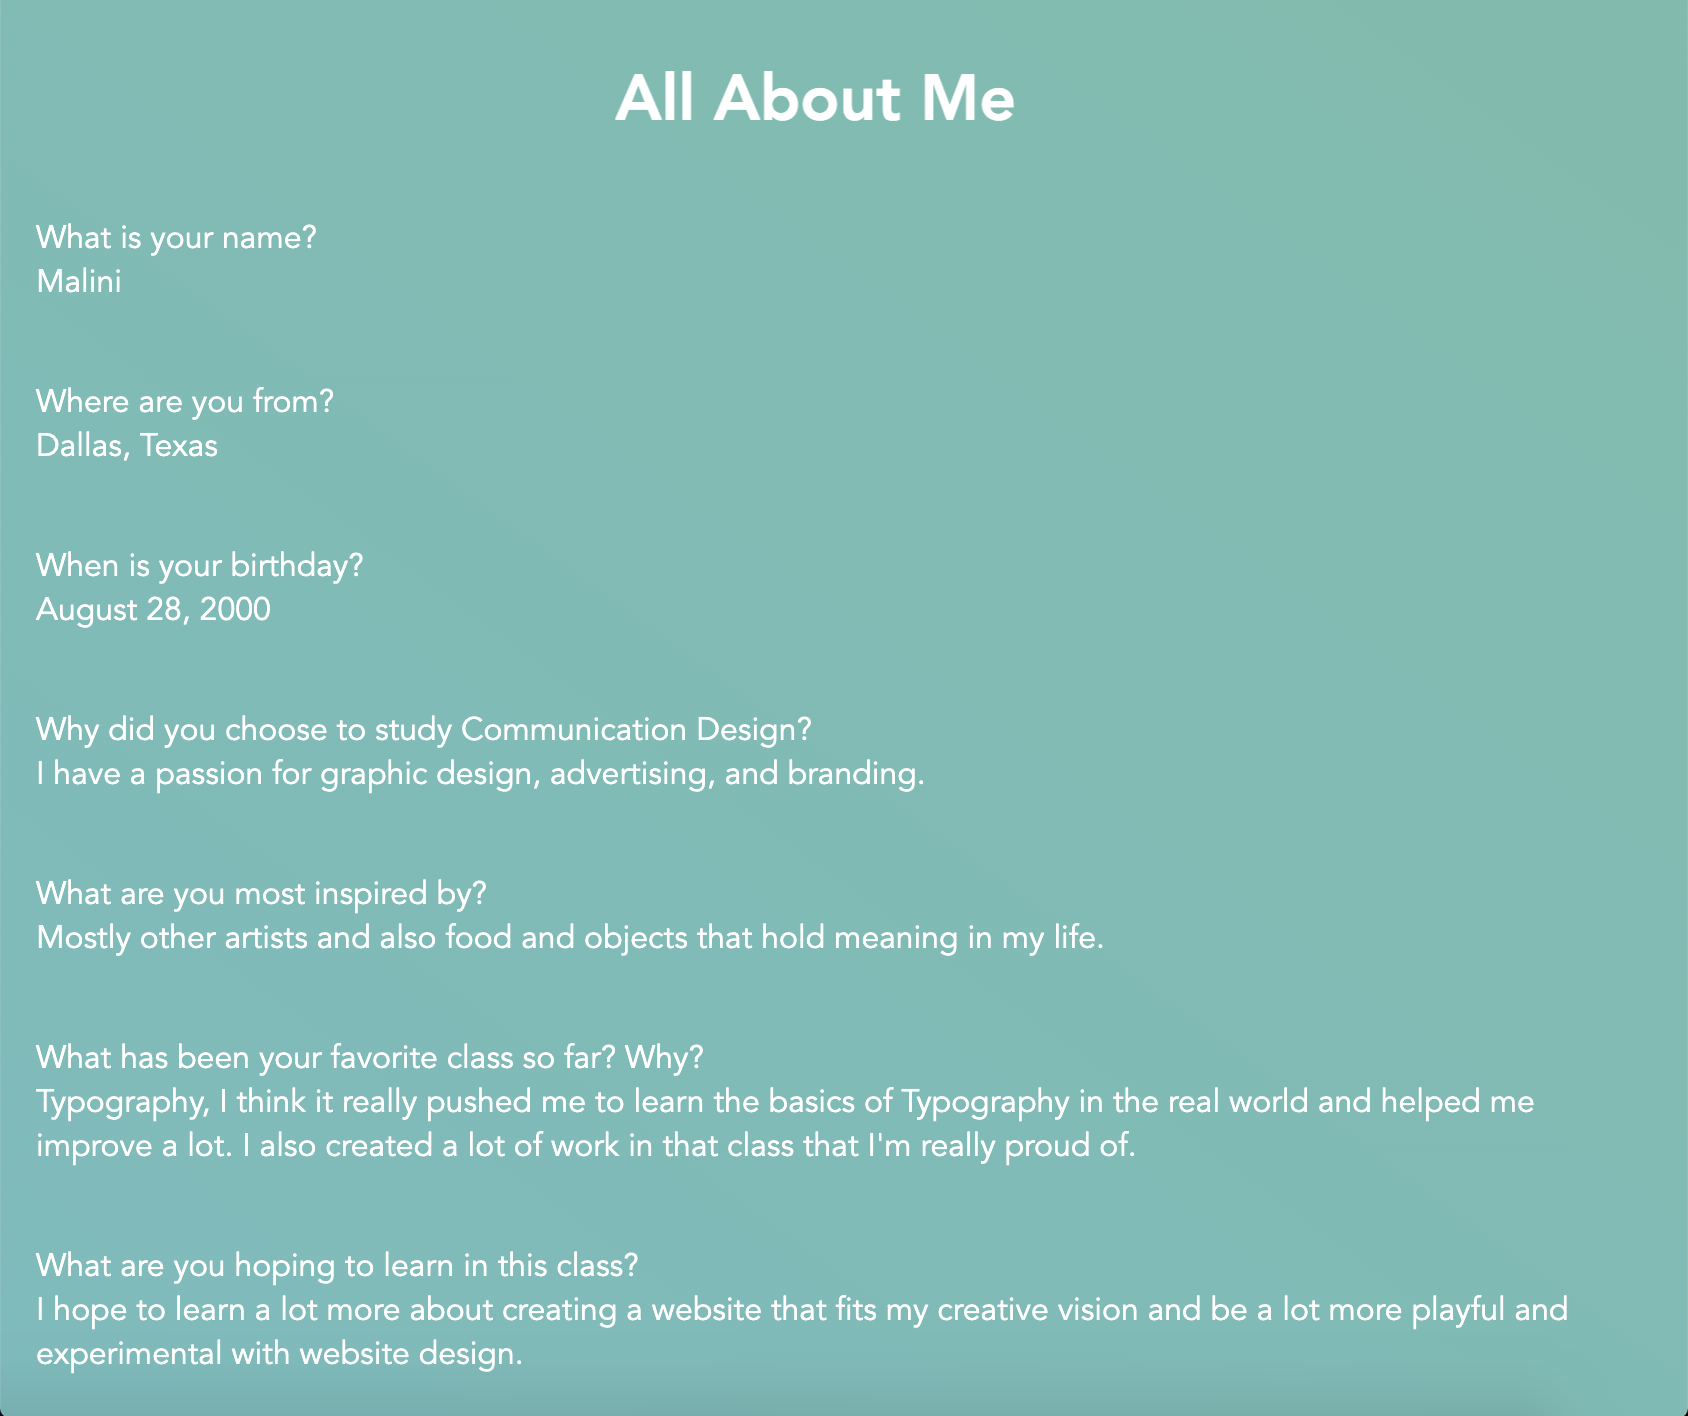 All About Me
What is your name?
Malini
Where are you from?
Dallas, Texas
When is your birthday?
August 28, 2000
Why did you choose to study Communication Design?
I have a passion for graphic design, advertising, and branding.
What are you most inspired by?
Mostly other artists and also food and objects that hold meaning in my life.
What has been your favorite class so far? Why?
Typography, I think it really pushed me to learn the basics of Typography in the real world and helped me
improve a lot. I also created a lot of work in that class that I'm really proud of.
What are you hoping to learn in this class?
I hope to learn a lot more about creating a website that fits my creative vision and be a lot more playful and
experimental with website design.